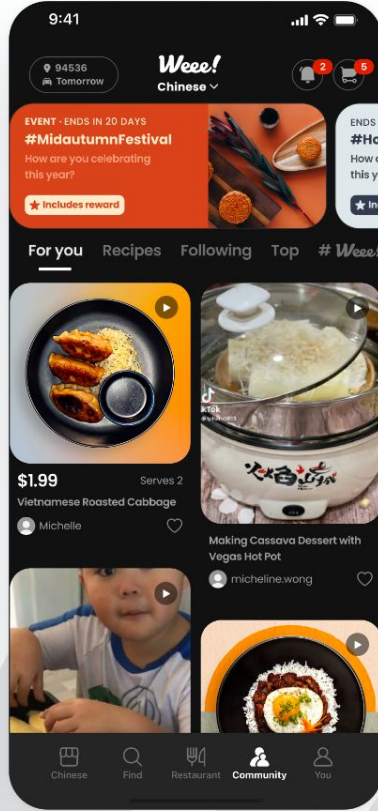 9:41
94536
Tomorrow
Weee!
Chinese
2
5
EVENT · ENDS IN 20 DAYS
#MidautumnFestival
How are you celebrating
this year?
Includes reward
ENDS
#Ho
How
this y
In
For you Recipes Following Top # Weee!
$1.99 Serves 2
Vietnamese Roasted Cabbage
Michelle
kTok
Making Cassava Dessert with
Vegas Hot Pot
micheline.wong
Chinese Find Restaurant Community You